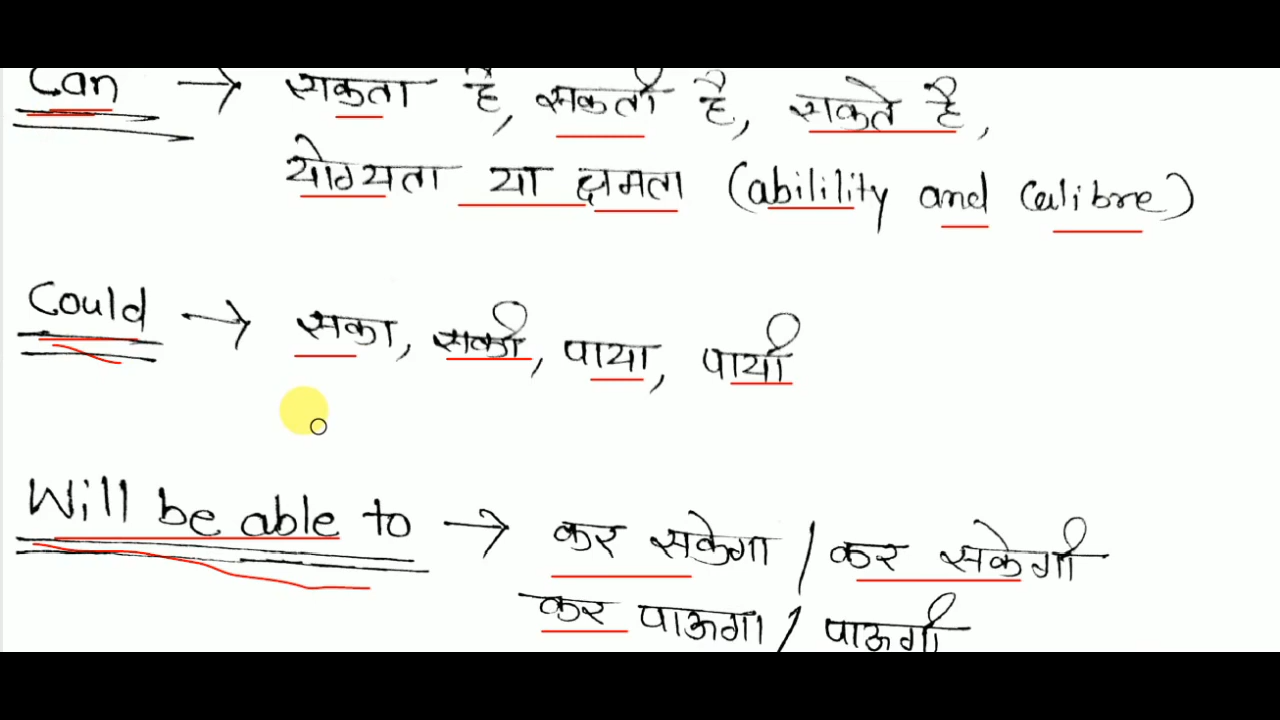 Can → सकता है, सकती है, सकते है,
योग्यता या क्षमता (abilility and Calibre)
Could → सका, सकी, पाया, पायी
Will be able to → कर सकेगा / कर सकेगी
कर पाऊगा / पाऊगी